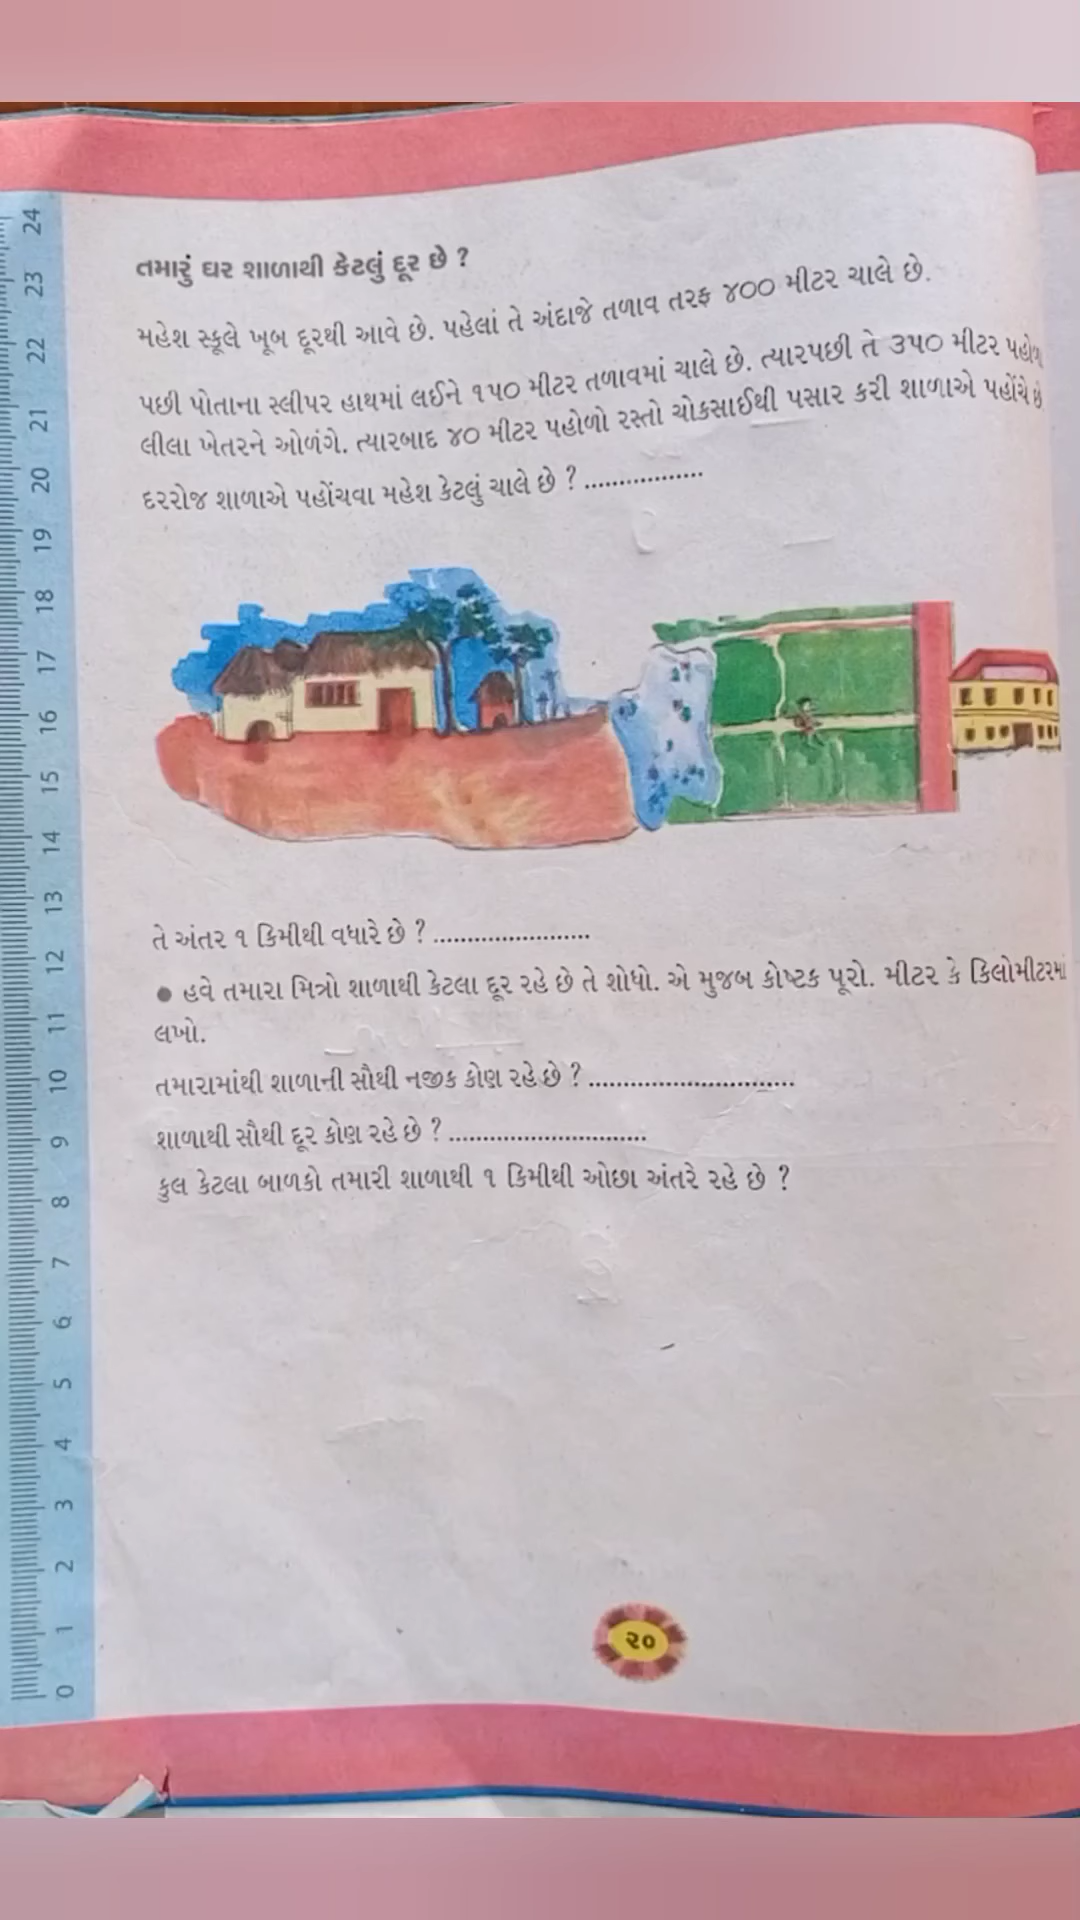 તમારું ઘર શાળાથી કેટલું દૂર છે ?
મહેશ સ્કૂલે ખૂબ દૂરથી આવે છે. પહેલાં તે અંદાજે તળાવ તરફ ૪૦૦ મીટર ચાલે છે.
પછી પોતાના સ્લીપર હાથમાં લઈને ૧૫૦ મીટર તળાવમાં ચાલે છે. ત્યારપછી તે ૩૫૦ મીટર
લીલા ખેતરને ઓળંગે. ત્યારબાદ ૪૦ મીટર પહોળો રસ્તો ચોકસાઈથી પસાર કરી શાળાએ પહોંચે છે
દરરોજ શાળાએ પહોંચવા મહેશ કેટલું ચાલે છે ? .................
તે અંતર ૧ કિમીથી વધારે છે ? .......................
● હવે તમારા મિત્રો શાળાથી કેટલા દૂર રહે છે તે શોધો. એ મુજબ કોષ્ટક પૂરો. મીટર કે કિલોમીટરમાં
લખો.
તમારામાંથી શાળાની સૌથી નજીક કોણ રહે છે ? ..............................
શાળાથી સૌથી દૂર કોણ રહે છે ? .............................
કુલ કેટલા બાળકો તમારી શાળાથી ૧ કિમીથી ઓછા અંતરે રહે છે ?
૨૦
24
23
22
21
20
19
18
17
16
15
14
13
12
11
10
9
8
7
6
5
4
3
2
1
0